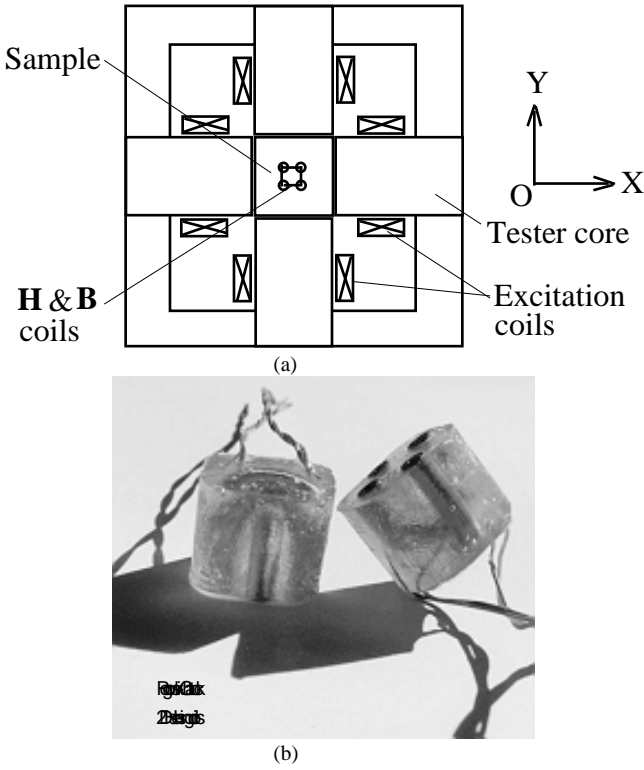 Sample
Y
X
O
Tester core
H & B
coils
Excitation
coils
(a)
(b)